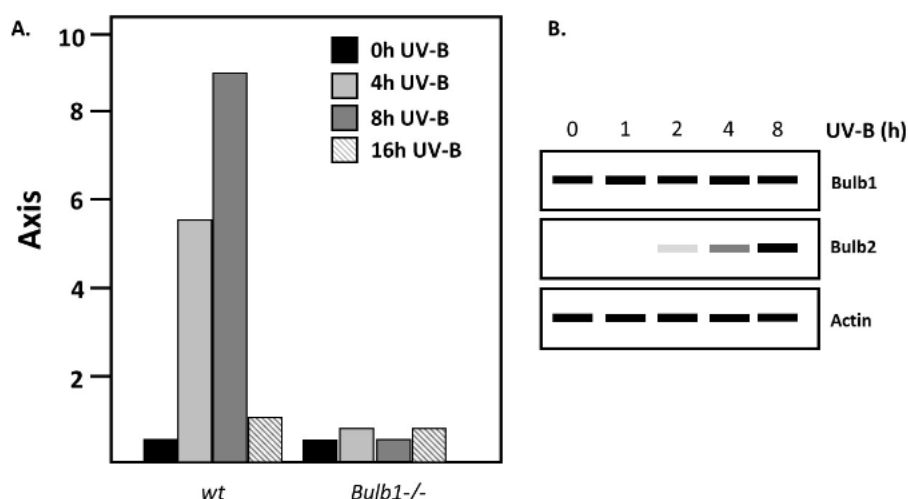 A.
10
8
6
4
2
Axis
0h UV-B
4h UV-B
8h UV-B
16h UV-B
wt
Bulb1-/-
B.
0 1 2 4 8 UV-B (h)
Bulb1
Bulb2
Actin